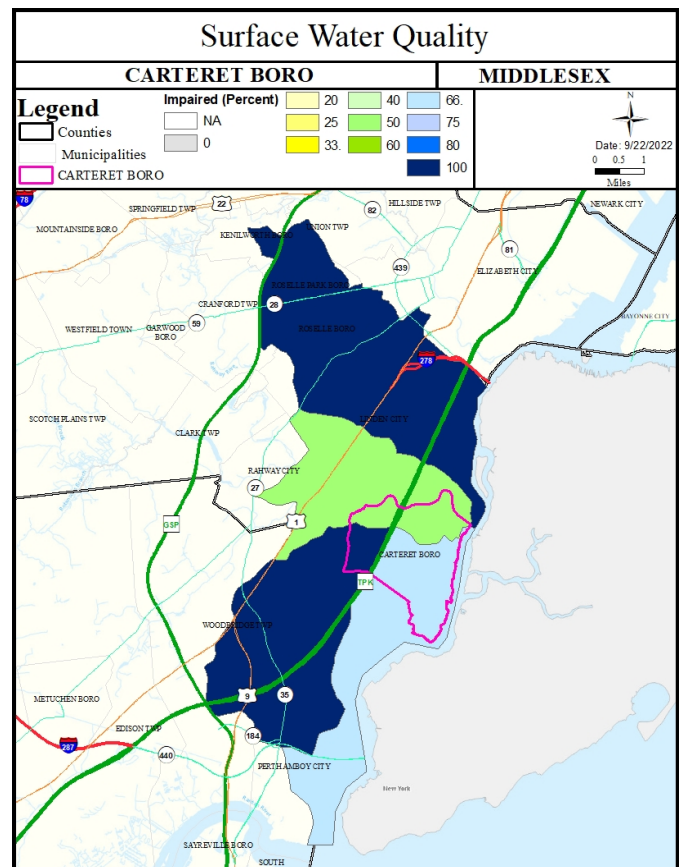 Surface Water Quality
CARTERET BORO
MIDDLESEX
Legend
Counties
Municipalities
CARTERET BORO
Impaired (Percent)
NA
0
20
25
33.
40
50
60
66.
75
80
100
N
Date: 9/22/2022
0 0.5 1
Miles
78
SPRINGFIELD TWP
22
82
HILLSIDE TWP
NEWARK CITY
MOUNTAINSIDE BORO
KENILWORTH BORO
UNION TWP
81
439
ELIZABETH CITY
ROSELLE PARK BORO
CRANFORD TWP
28
BAYONNE CITY
59
WESTFIELD TOWN
GARWOOD
BORO
ROSELLE BORO
278
SCOTCH PLAINS TWP
LINDEN CITY
CLARK TWP
RAHWAY CITY
27
1
GSP
CARTERET BORO
TPK
WOODBRIDGE TWP
METUCHEN BORO
9
35
EDISON TWP
184
287
440
PERTH AMBOY CITY
New York
SAYREVILLE BORO
SOUTH